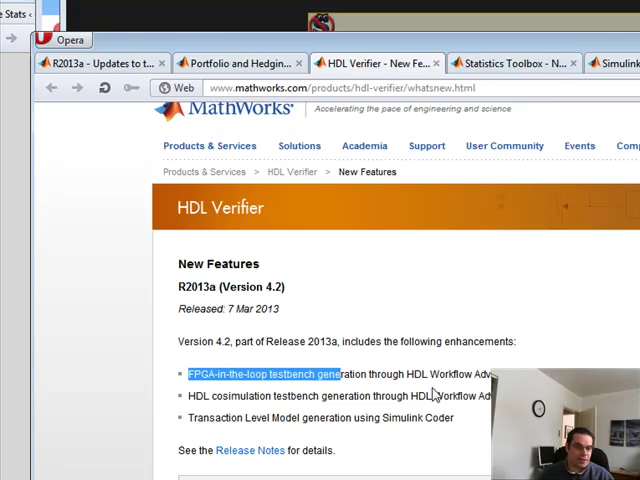 e Stats
Opera
R2013a - Updates to t...
Portfolio and Hedgin...
HDL Verifier - New Fe...
Statistics Toolbox - N...
Simulink
Web
www.mathworks.com/products/hdl-verifier/whatsnew.html
MathWorks
Accelerating the pace of engineering and science
Products & Services
Solutions
Academia
Support
User Community
Events
Comp
Products & Services > HDL Verifier > New Features
HDL Verifier
New Features
R2013a (Version 4.2)
Released: 7 Mar 2013
Version 4.2, part of Release 2013a, includes the following enhancements:
FPGA-in-the-loop testbench generation through HDL Workflow Adv
HDL cosimulation testbench generation through HDL Workflow Adv
Transaction Level Model generation using Simulink Coder
See the Release Notes for details.